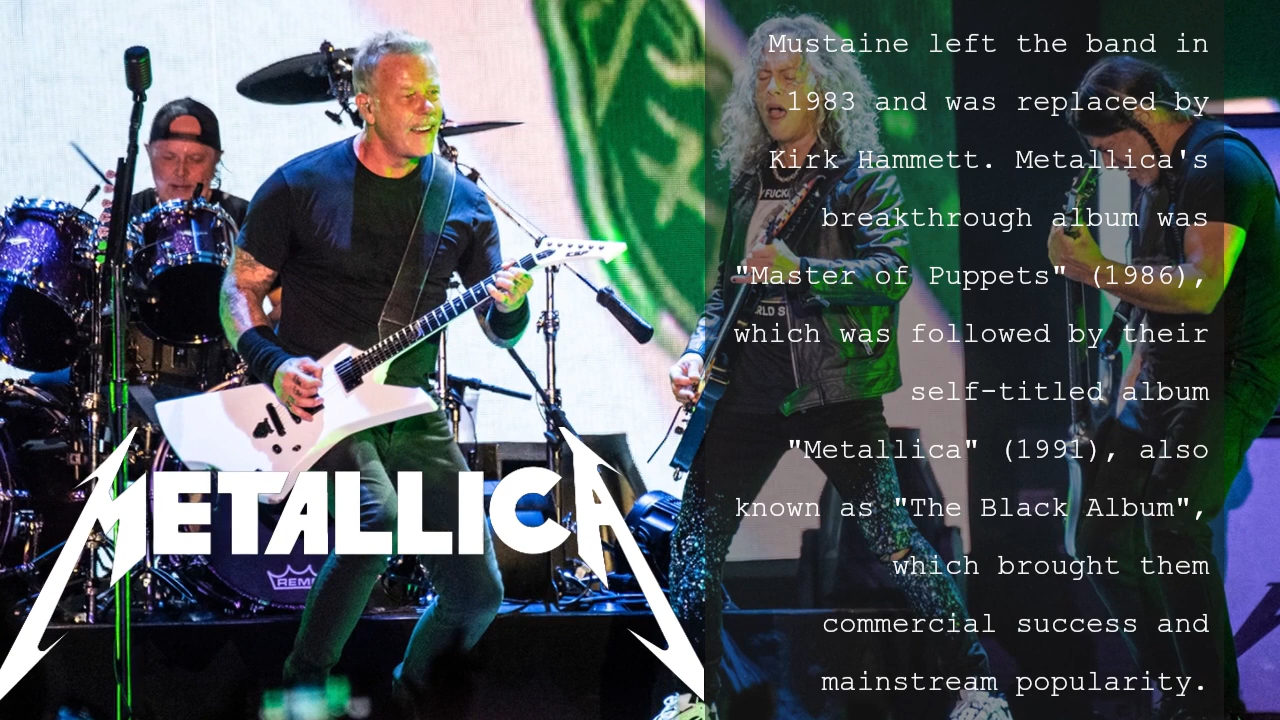 Mustaine left the band in
1983 and was replaced by
Kirk Hammett. Metallica's
breakthrough album was
"Master of Puppets" (1986),
which was followed by their
self-titled album
"Metallica" (1991), also
known as "The Black Album",
which brought them
commercial success and
mainstream popularity.
METALLICA
ESP
REMO